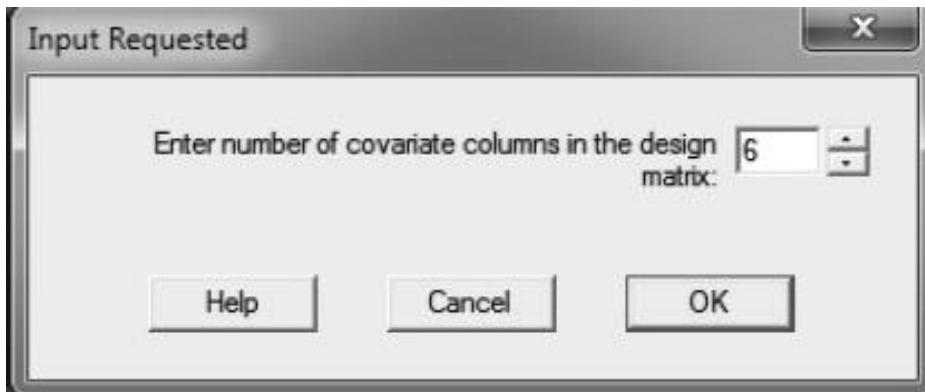 Input Requested
Enter number of covariate columns in the design
matrix:
6
Help
Cancel
OK